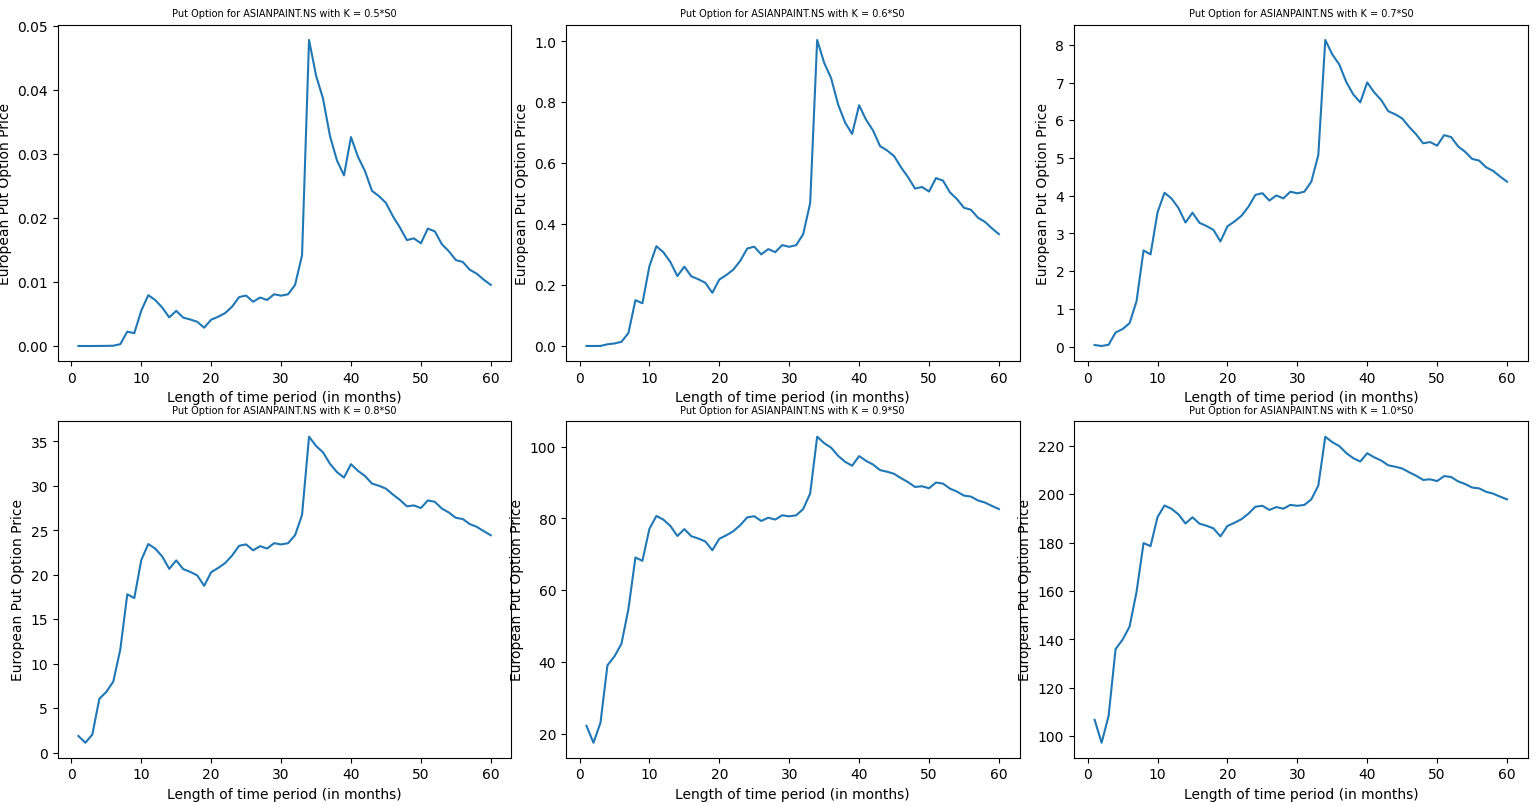 Put Option for ASIANPAINT.NS with K = 0.5*S0
European Put Option Price
0.05
0.04
0.03
0.02
0.01
0.00
0 10 20 30 40 50 60
Length of time period (in months)
Put Option for ASIANPAINT.NS with K = 0.6*S0
European Put Option Price
1.0
0.8
0.6
0.4
0.2
0.0
0 10 20 30 40 50 60
Length of time period (in months)
Put Option for ASIANPAINT.NS with K = 0.7*S0
European Put Option Price
8
7
6
5
4
3
2
1
0
0 10 20 30 40 50 60
Length of time period (in months)
Put Option for ASIANPAINT.NS with K = 0.8*S0
European Put Option Price
35
30
25
20
15
10
5
0
0 10 20 30 40 50 60
Length of time period (in months)
Put Option for ASIANPAINT.NS with K = 0.9*S0
European Put Option Price
100
80
60
40
20
0 10 20 30 40 50 60
Length of time period (in months)
Put Option for ASIANPAINT.NS with K = 1.0*S0
European Put Option Price
220
200
180
160
140
120
100
0 10 20 30 40 50 60
Length of time period (in months)